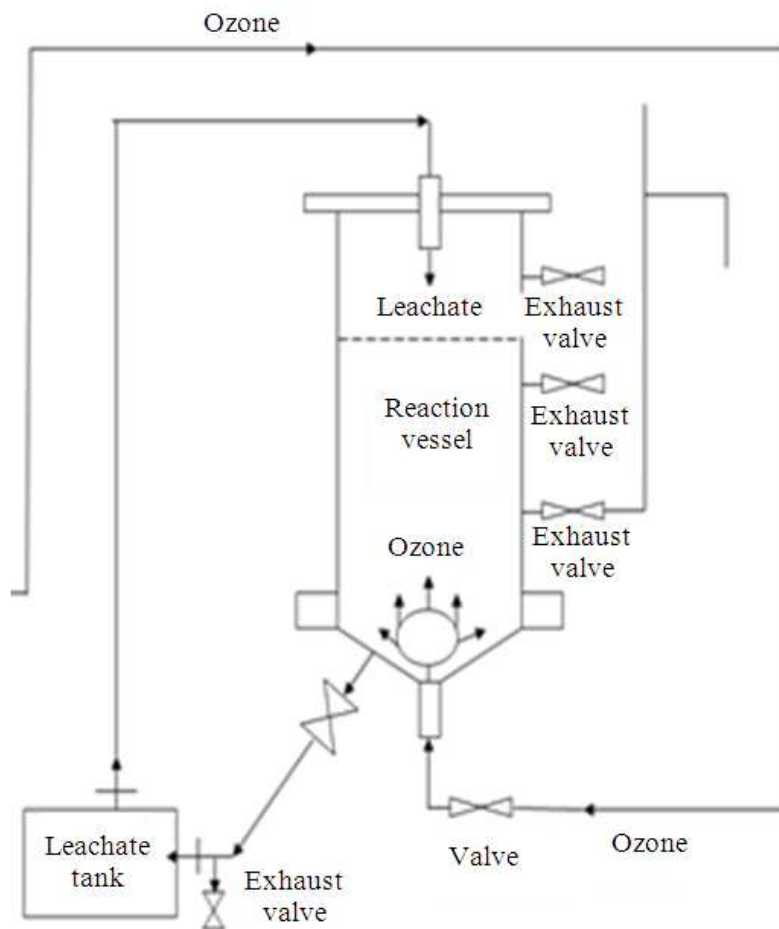 Ozone
Leachate
Exhaust
valve
Reaction
vessel
Exhaust
valve
Ozone
Exhaust
valve
Leachate
tank
Exhaust
valve
Valve
Ozone